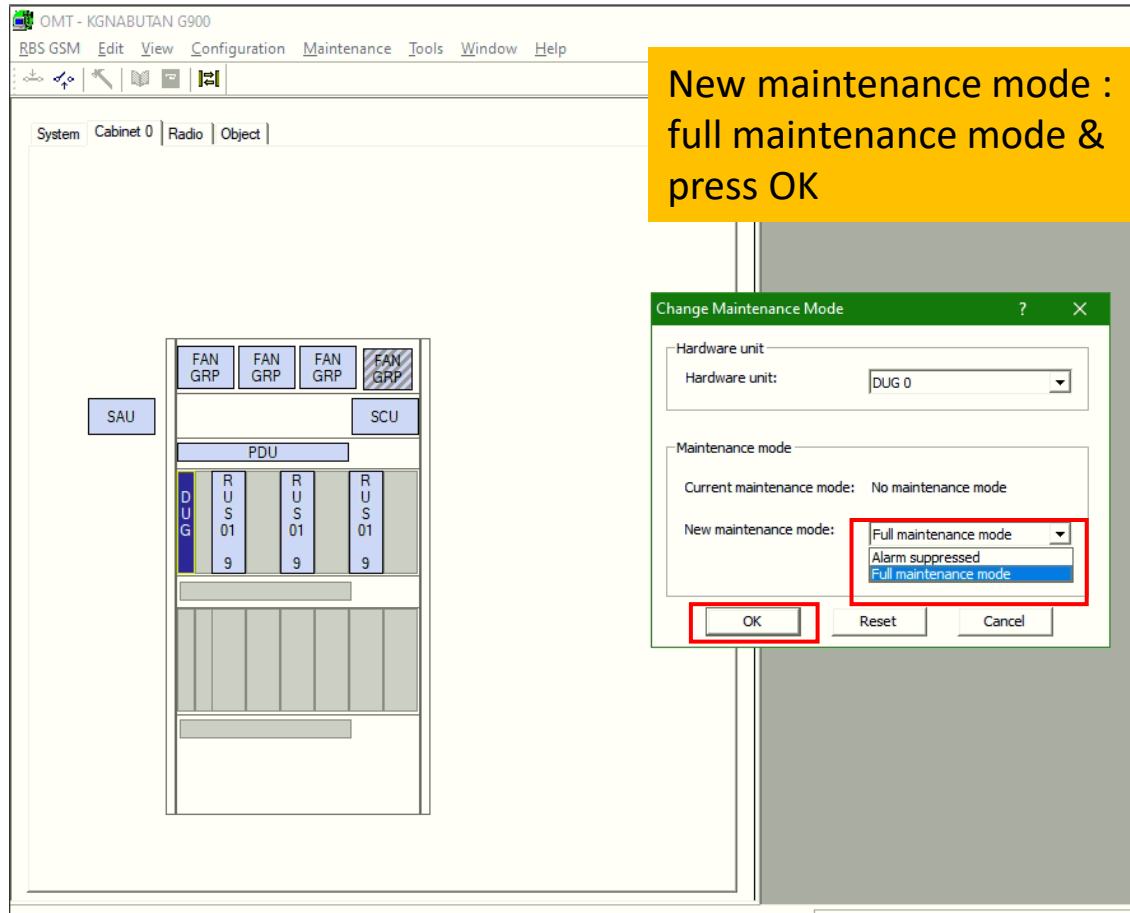 OMT - KGNABUTAN G900
RBS GSM Edit View Configuration Maintenance Tools Window Help
New maintenance mode :
full maintenance mode &
press OK
System Cabinet 0 Radio Object
Change Maintenance Mode ? X
Hardware unit
Hardware unit: DUG 0
Maintenance mode
Current maintenance mode: No maintenance mode
New maintenance mode: Full maintenance mode
Alarm suppressed
Full maintenance mode
OK Reset Cancel
FAN GRP
FAN GRP
FAN GRP
FAN GRP
SAU
SCU
PDU
DUG
RUS 01 9
RUS 01 9
RUS 01 9